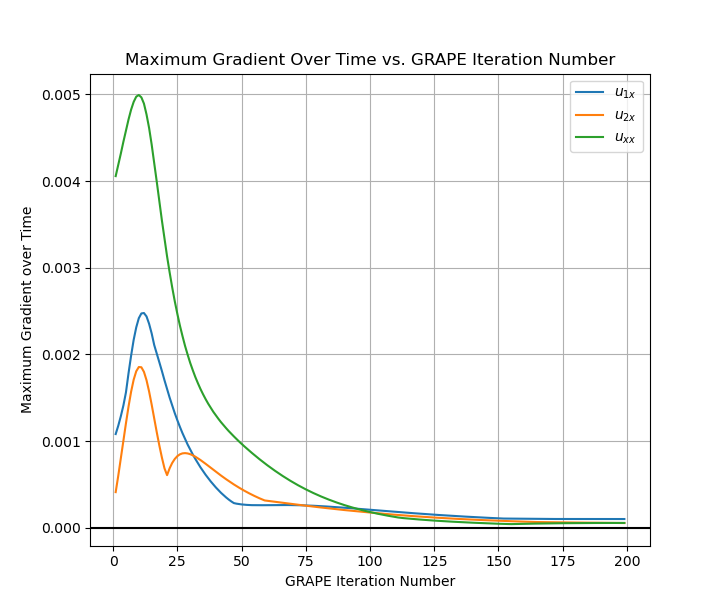 Maximum Gradient Over Time vs. GRAPE Iteration Number
Maximum Gradient over Time
0.005
0.004
0.003
0.002
0.001
0.000
u1x
u2x
uxx
0 25 50 75 100 125 150 175 200
GRAPE Iteration Number